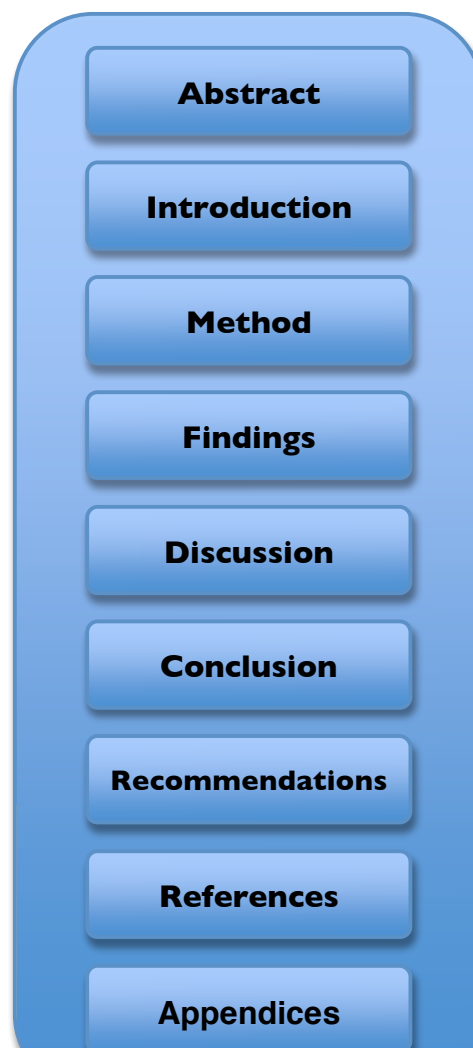 Abstract
Introduction
Method
Findings
Discussion
Conclusion
Recommendations
References
Appendices